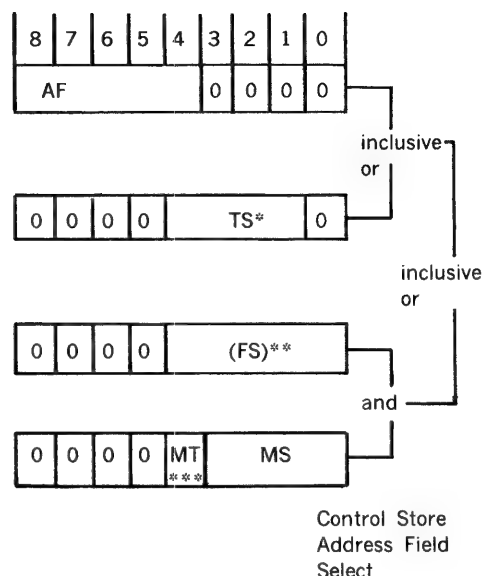 8 7 6 5 4 3 2 1 0
AF 0 0 0 0
inclusive
or
0 0 0 0 TS* 0
inclusive
or
0 0 0 0 (FS)**
and
0 0 0 0 MT MS
***
Control Store
Address Field
Select